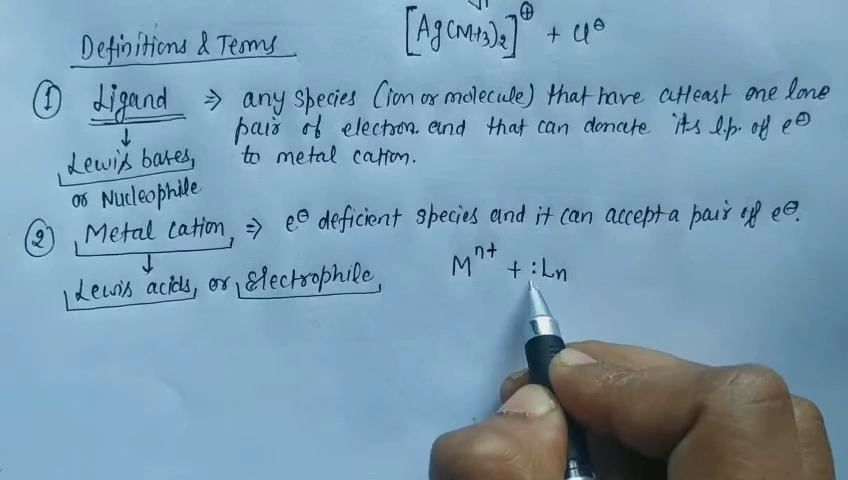 [Ag(NH3)2]⊕ + Cl⊖
Definitions & Terms
① Ligand ⇒ any species (ion or molecule) that have atleast one lone
pair of electron and that can donate its l.p. of e⊖
to metal cation.
↓
Lewis bases,
or Nucleophile
② Metal cation, ⇒ e⊖ deficient species and it can accept a pair of e⊖.
↓
Lewis acids, or Electrophile,
Mⁿ⁺ + :Ln